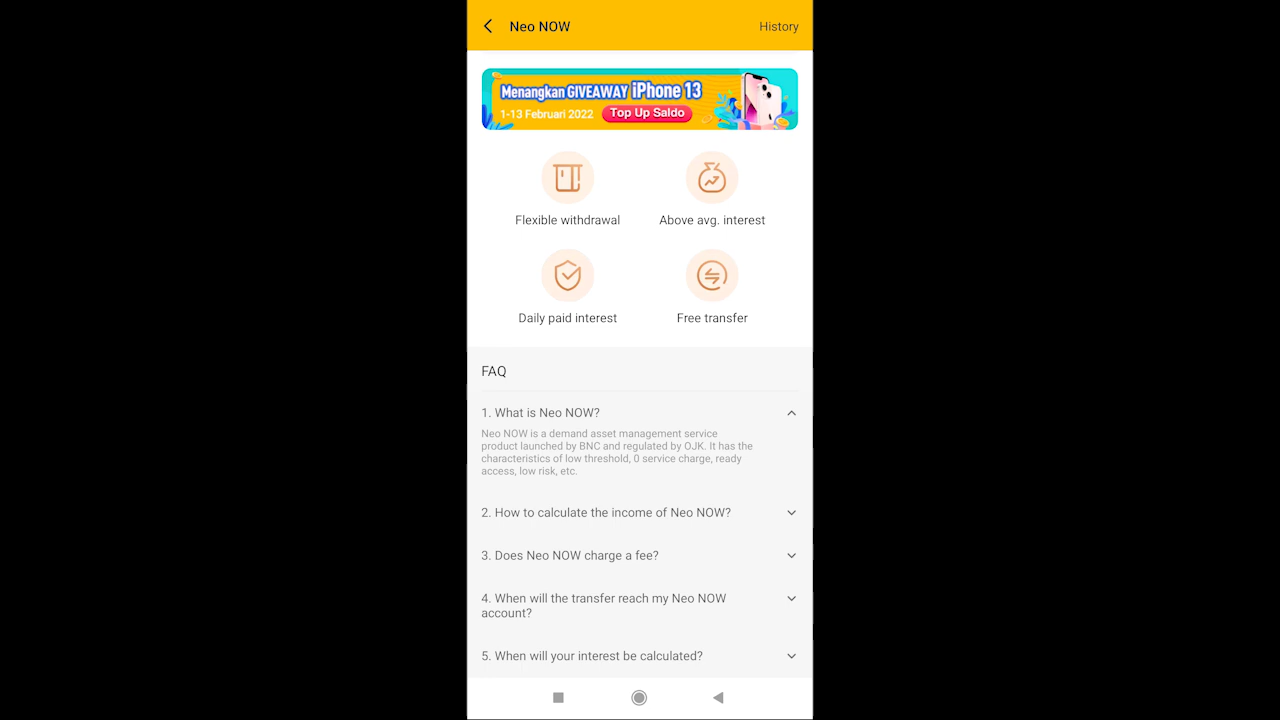 Neo NOW
History
Menangkan GIVEAWAY iPhone 13
1-13 Februari 2022 Top Up Saldo
Flexible withdrawal
Above avg. interest
Daily paid interest
Free transfer
FAQ
1. What is Neo NOW?
Neo NOW is a demand asset management service
product launched by BNC and regulated by OJK. It has the
characteristics of low threshold, 0 service charge, ready
access, low risk, etc.
2. How to calculate the income of Neo NOW?
3. Does Neo NOW charge a fee?
4. When will the transfer reach my Neo NOW
account?
5. When will your interest be calculated?